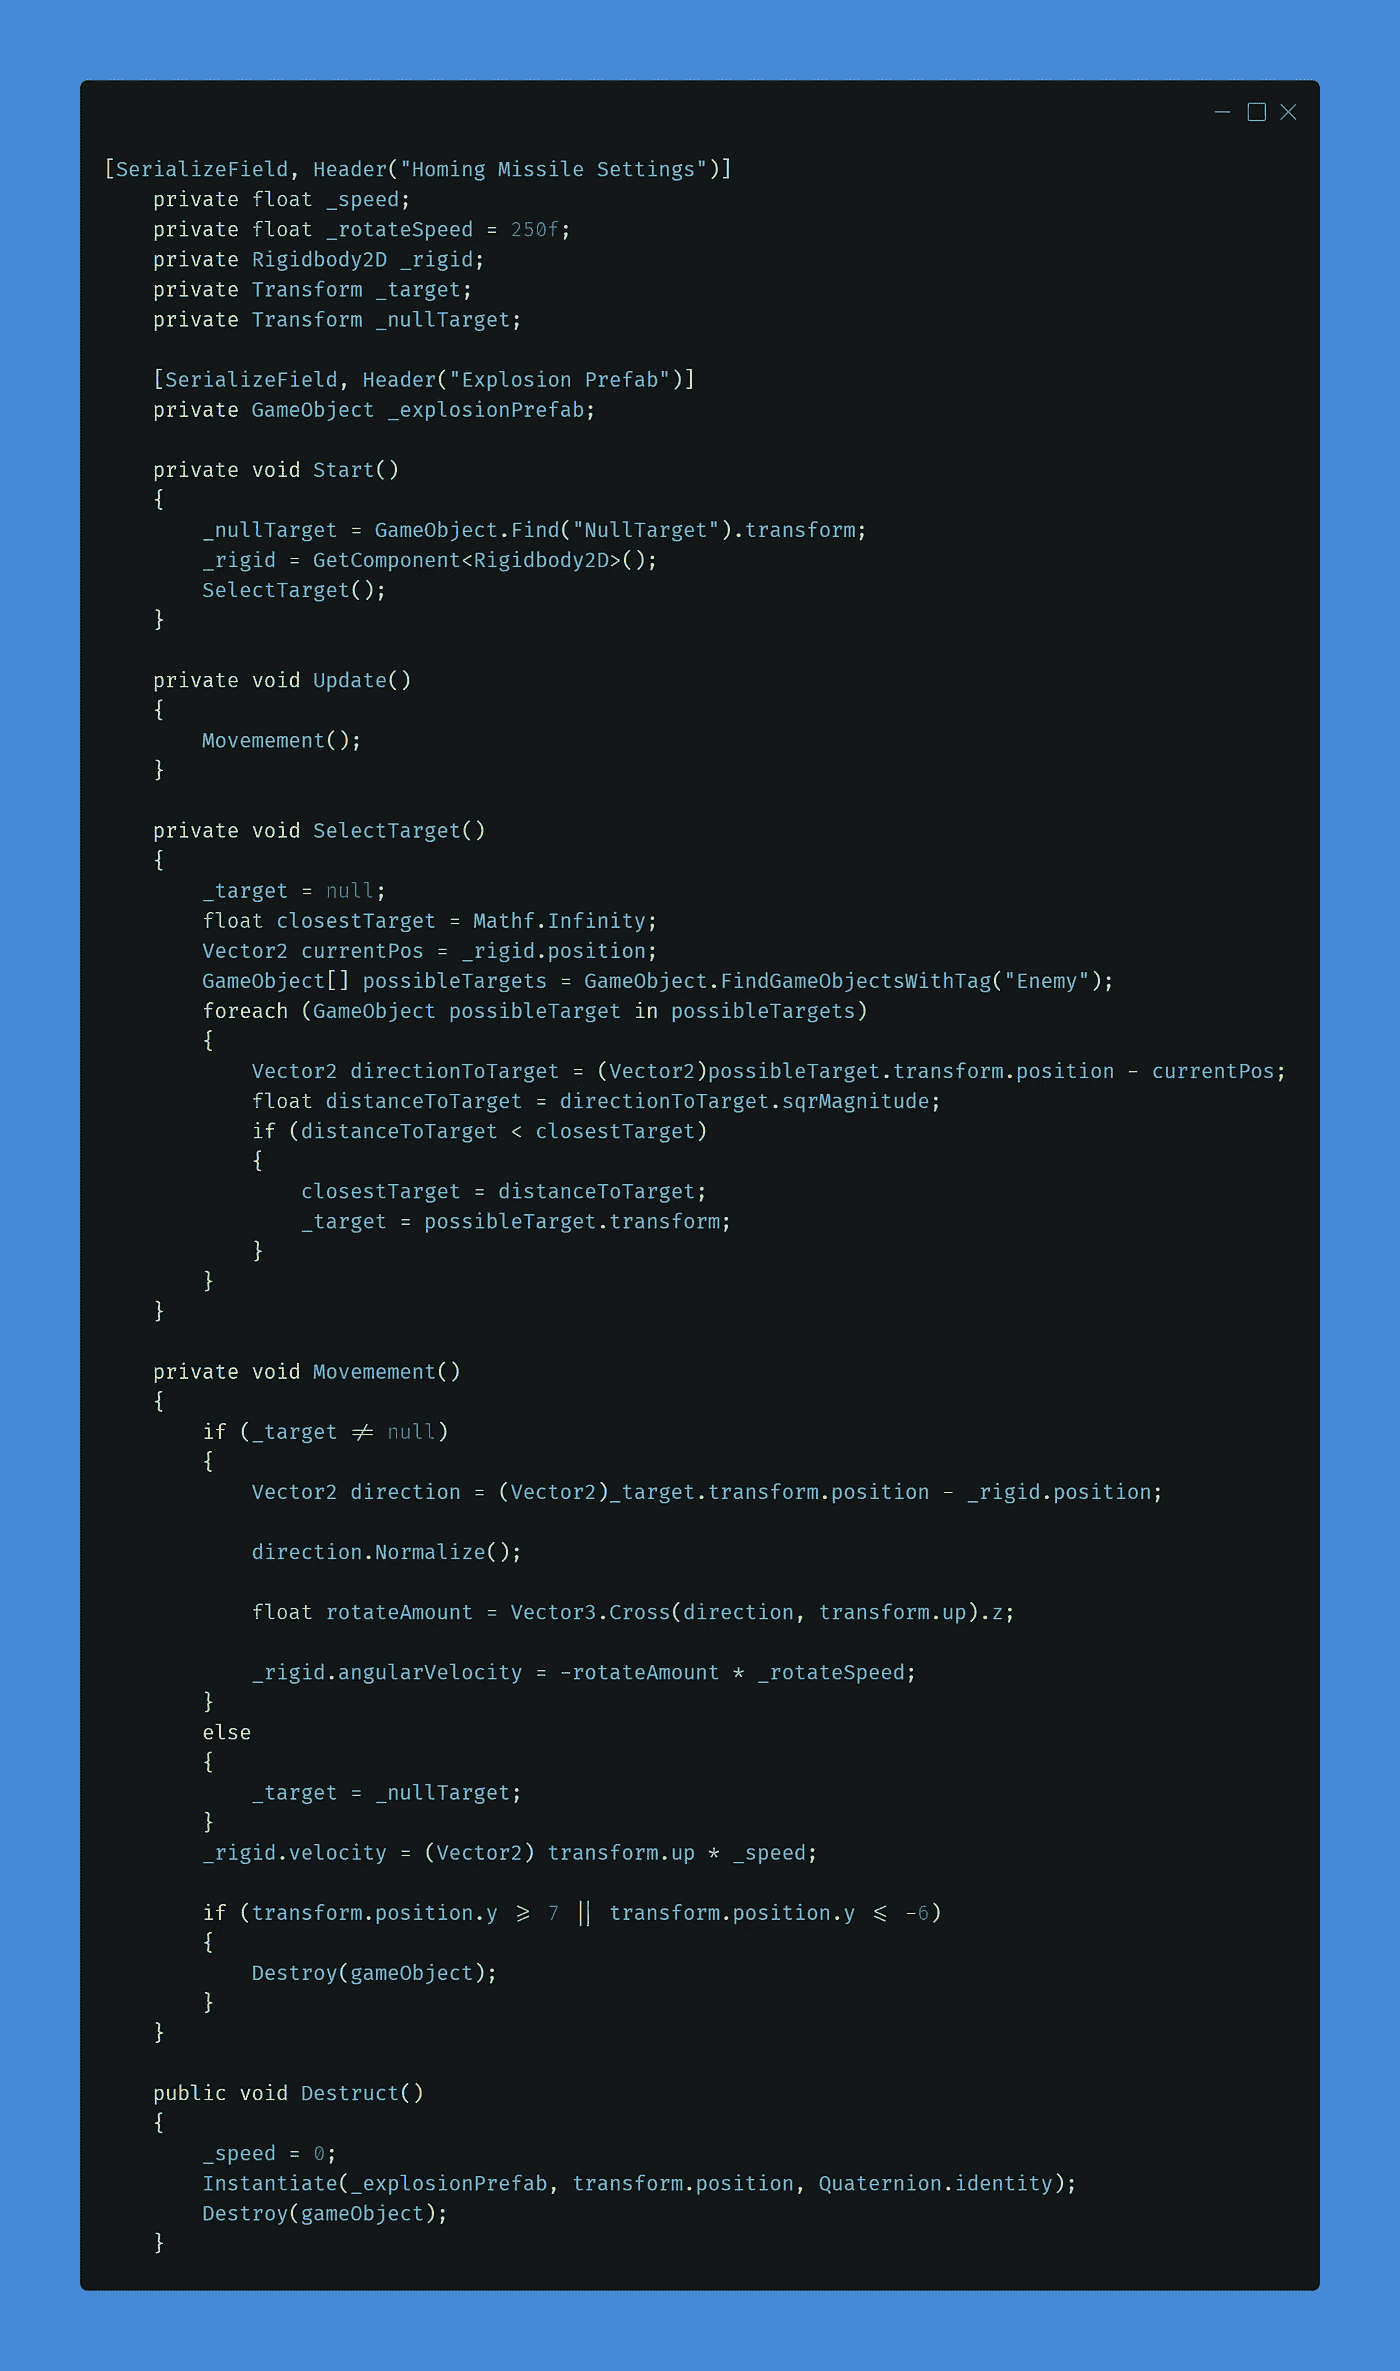 [SerializeField, Header("Homing Missile Settings")]
    private float _speed;
    private float _rotateSpeed = 250f;
    private Rigidbody2D _rigid;
    private Transform _target;
    private Transform _nullTarget;

    [SerializeField, Header("Explosion Prefab")]
    private GameObject _explosionPrefab;

    private void Start()
    {
        _nullTarget = GameObject.Find("NullTarget").transform;
        _rigid = GetComponent<Rigidbody2D>();
        SelectTarget();
    }

    private void Update()
    {
        Movemement();
    }

    private void SelectTarget()
    {
        _target = null;
        float closestTarget = Mathf.Infinity;
        Vector2 currentPos = _rigid.position;
        GameObject[] possibleTargets = GameObject.FindGameObjectsWithTag("Enemy");
        foreach (GameObject possibleTarget in possibleTargets)
        {
            Vector2 directionToTarget = (Vector2)possibleTarget.transform.position - currentPos;
            float distanceToTarget = directionToTarget.sqrMagnitude;
            if (distanceToTarget < closestTarget)
            {
                closestTarget = distanceToTarget;
                _target = possibleTarget.transform;
            }
        }
    }

    private void Movemement()
    {
        if (_target != null)
        {
            Vector2 direction = (Vector2)_target.transform.position - _rigid.position;

            direction.Normalize();

            float rotateAmount = Vector3.Cross(direction, transform.up).z;

            _rigid.angularVelocity = -rotateAmount * _rotateSpeed;
        }
        else
        {
            _target = _nullTarget;
        }
        _rigid.velocity = (Vector2) transform.up * _speed;

        if (transform.position.y >= 7 || transform.position.y <= -6)
        {
            Destroy(gameObject);
        }
    }

    public void Destruct()
    {
        _speed = 0;
        Instantiate(_explosionPrefab, transform.position, Quaternion.identity);
        Destroy(gameObject);
    }